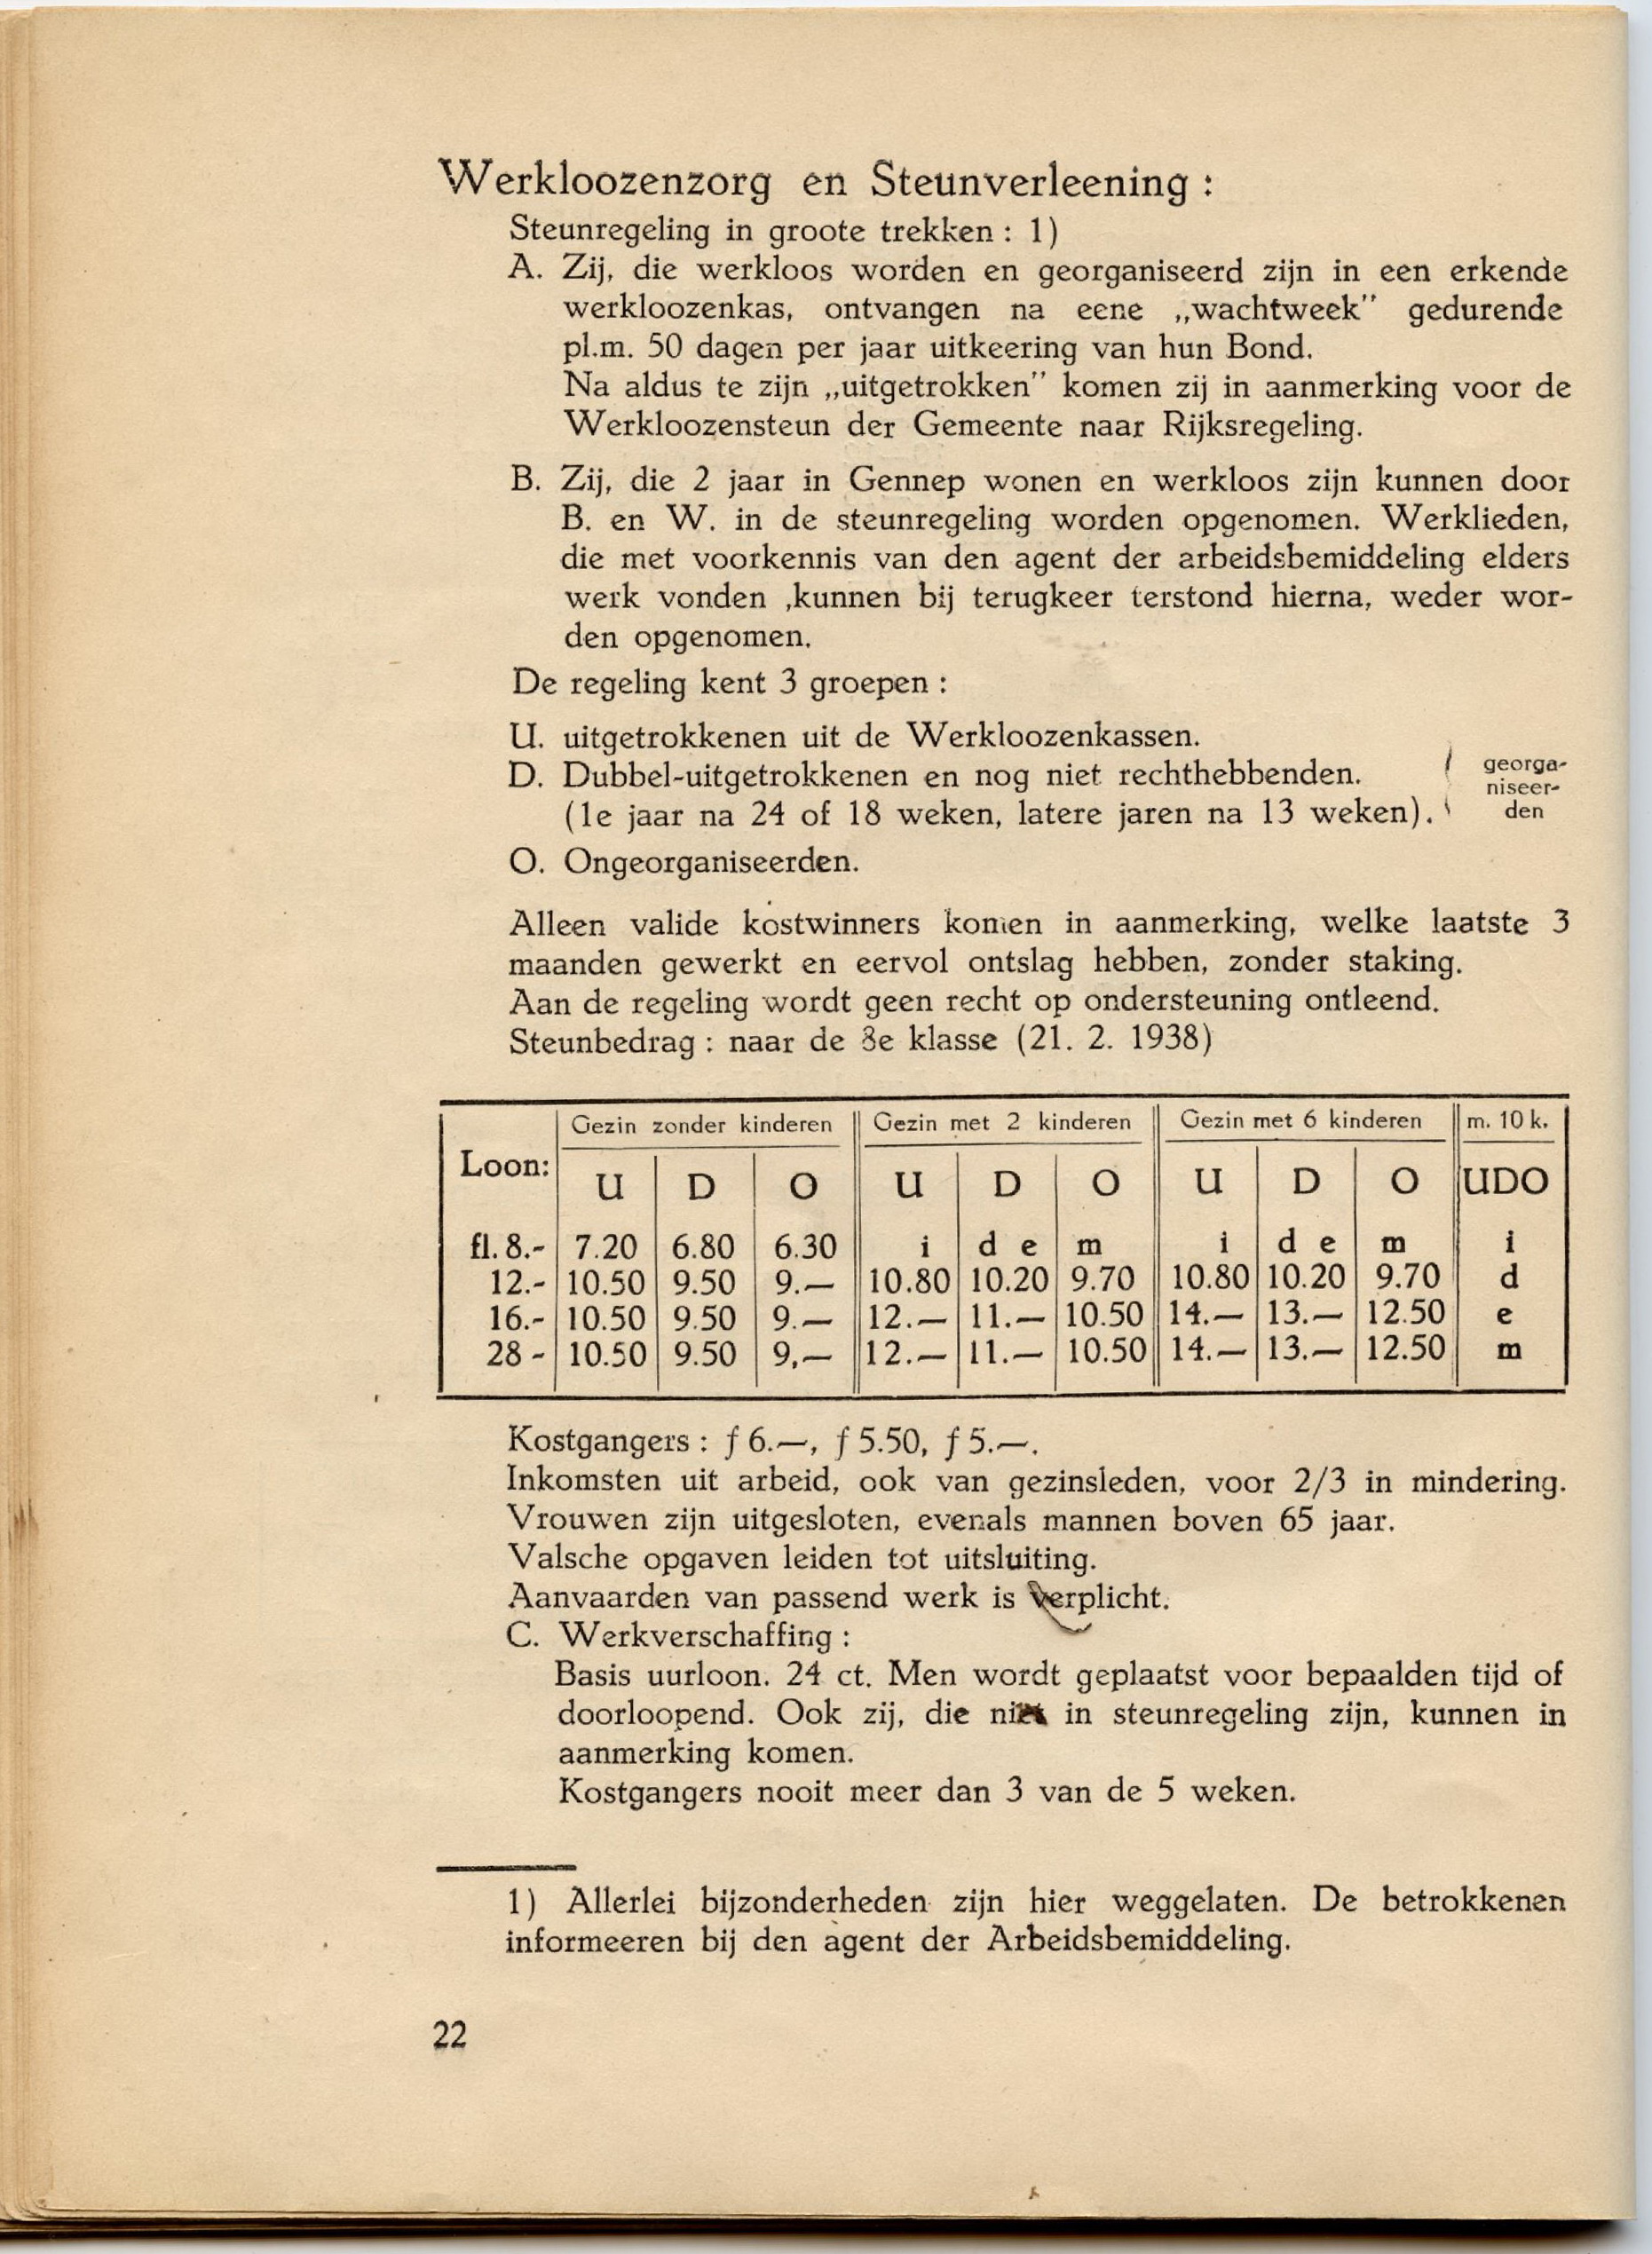 Werkloozenzorg en Steunverleening :
Steunregeling in groote trekken : 1)
A. Zij, die werkloos worden en georganiseerd zijn in een erkende
werkloozenkas, ontvangen na eene „wachtweek” gedurende
pl.m. 50 dagen per jaar uitkeering van hun Bond.
Na aldus te zijn „uitgetrokken” komen zij in aanmerking voor de
Werkloozensteun der Gemeente naar Rijksregeling.
B. Zij, die 2 jaar in Gennep wonen en werkloos zijn kunnen door
B. en W. in de steunregeling worden opgenomen. Werklieden,
die met voorkennis van den agent der arbeidsbemiddeling elders
werk vonden ,kunnen bij terugkeer terstond hierna, weder wor-
den opgenomen.
De regeling kent 3 groepen :
U. uitgetrokkenen uit de Werkloozenkassen.
D. Dubbel-uitgetrokkenen en nog niet rechthebbenden.
(1e jaar na 24 of 18 weken, latere jaren na 13 weken).
georga-
niseer-
den
O. Ongeorganiseerden.
Alleen valide kostwinners komen in aanmerking, welke laatste 3
maanden gewerkt en eervol ontslag hebben, zonder staking.
Aan de regeling wordt geen recht op ondersteuning ontleend.
Steunbedrag : naar de 3e klasse (21. 2. 1938)
Gezin zonder kinderen Gezin met 2 kinderen Gezin met 6 kinderen m. 10 k.
Loon: U D O U D O U D O UDO
fl. 8.- 7.20 6.80 6.30 i d e m i d e m i
12.- 10.50 9.50 9.— 10.80 10.20 9.70 10.80 10.20 9.70 d
16.- 10.50 9.50 9.— 12.— 11.— 10.50 14.— 13.— 12.50 e
28 - 10.50 9.50 9,— 12.— 11.— 10.50 14.— 13.— 12.50 m
Kostgangers : ƒ 6.—, ƒ 5.50, ƒ 5.—.
Inkomsten uit arbeid, ook van gezinsleden, voor 2/3 in mindering.
Vrouwen zijn uitgesloten, evenals mannen boven 65 jaar.
Valsche opgaven leiden tot uitsluiting.
Aanvaarden van passend werk is verplicht.
C. Werkverschaffing :
Basis uurloon. 24 ct. Men wordt geplaatst voor bepaalden tijd of
doorloopend. Ook zij, die niet in steunregeling zijn, kunnen in
aanmerking komen.
Kostgangers nooit meer dan 3 van de 5 weken.
1) Allerlei bijzonderheden zijn hier weggelaten. De betrokkenen
informeeren bij den agent der Arbeidsbemiddeling.
22